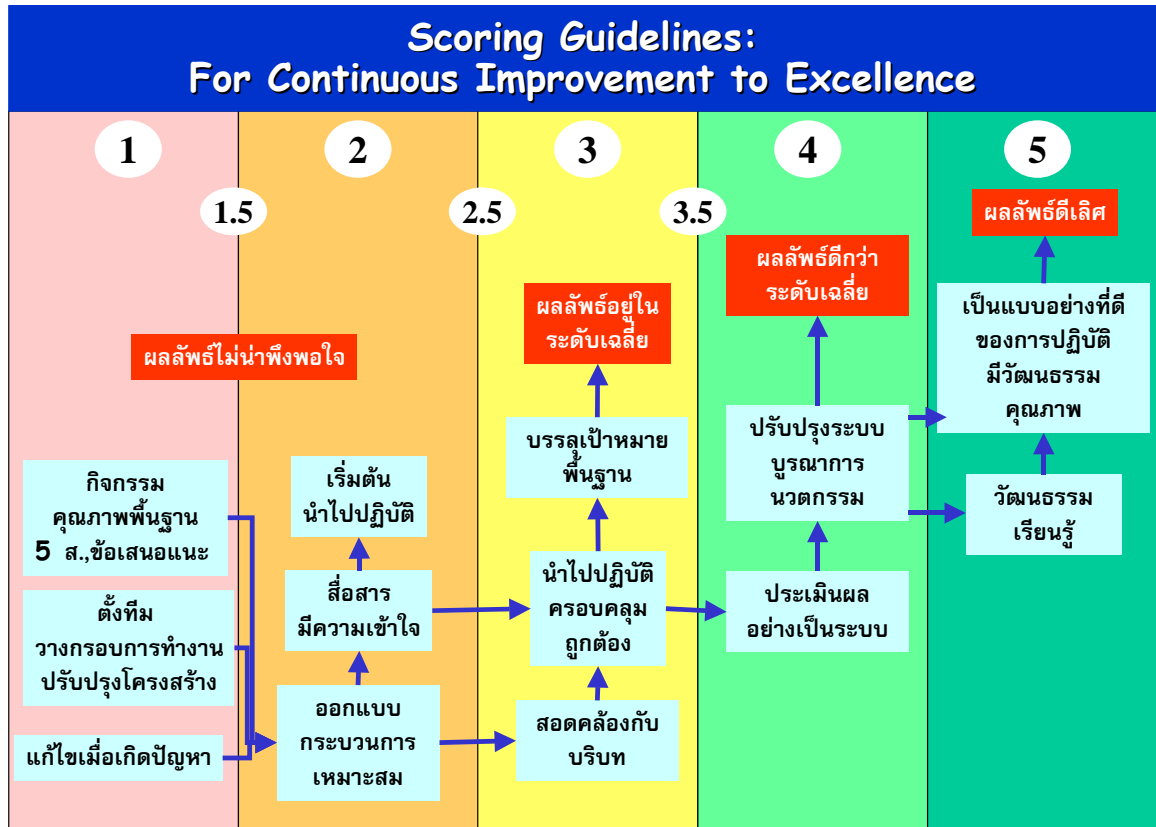 Scoring Guidelines:
For Continuous Improvement to Excellence
1
2
3
4
5
1.5
2.5
3.5
ผลลัพธ์ไม่น่าพึงพอใจ
กิจกรรม
คุณภาพพื้นฐาน
5 ส.,ข้อเสนอแนะ
ตั้งทีม
วางกรอบการทำงาน
ปรับปรุงโครงสร้าง
แก้ไขเมื่อเกิดปัญหา
เริ่มต้น
นำไปปฏิบัติ
สื่อสาร
มีความเข้าใจ
ออกแบบ
กระบวนการ
เหมาะสม
ผลลัพธ์อยู่ใน
ระดับเฉลี่ย
บรรลุเป้าหมาย
พื้นฐาน
นำไปปฏิบัติ
ครอบคลุม
ถูกต้อง
สอดคล้องกับ
บริบท
ผลลัพธ์ดีกว่า
ระดับเฉลี่ย
ปรับปรุงระบบ
บูรณาการ
นวตกรรม
ประเมินผล
อย่างเป็นระบบ
ผลลัพธ์ดีเลิศ
เป็นแบบอย่างที่ดี
ของการปฏิบัติ
มีวัฒนธรรม
คุณภาพ
วัฒนธรรม
เรียนรู้